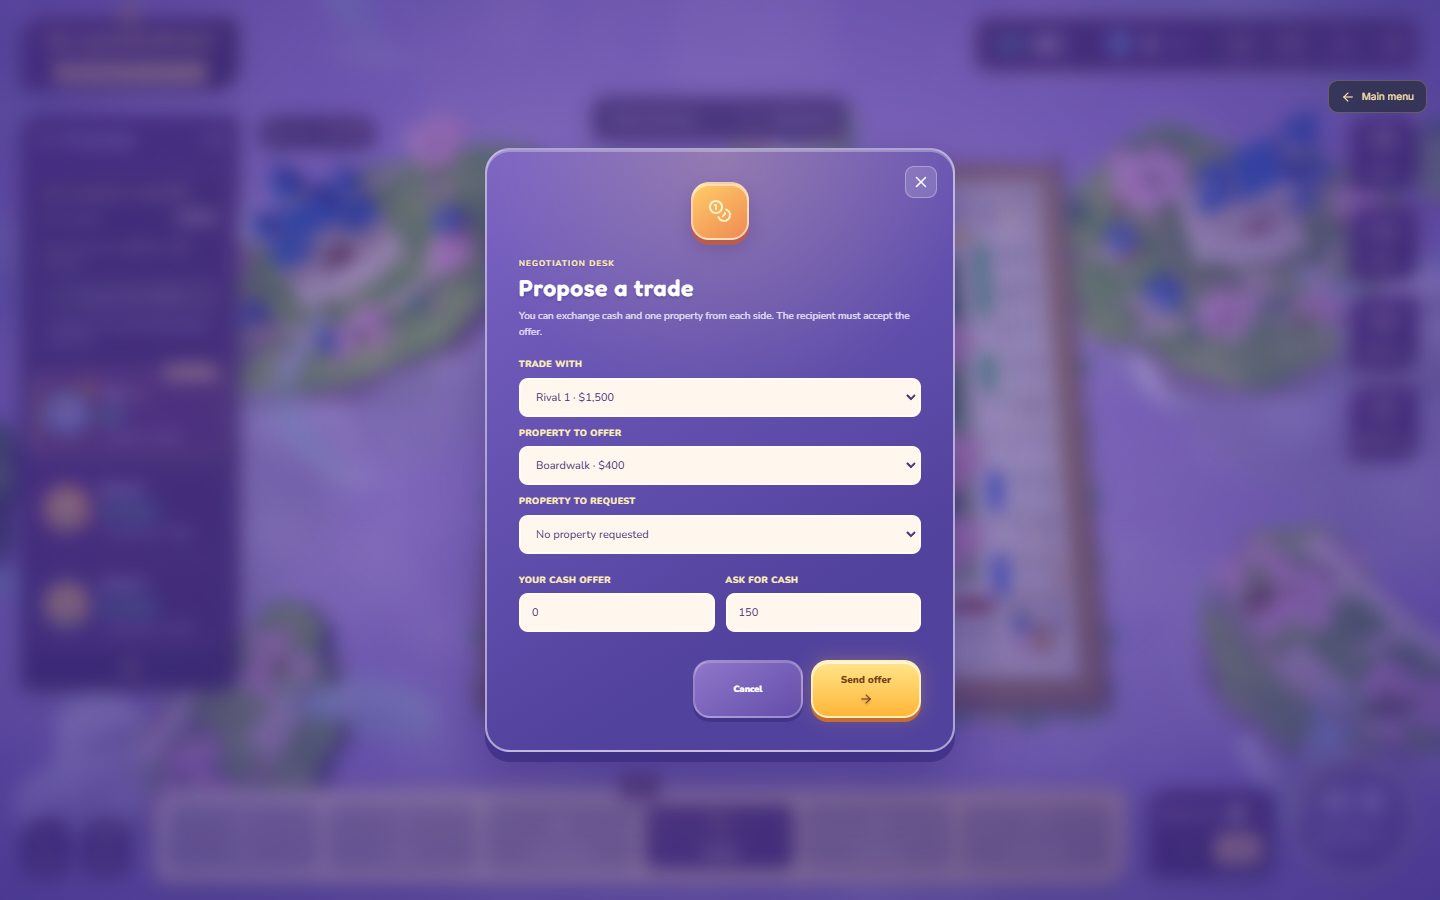 Main menu
NEGOTIATION DESK
Propose a trade
You can exchange cash and one property from each side. The recipient must accept the
offer.
TRADE WITH
Rival 1 · $1,500
PROPERTY TO OFFER
Boardwalk · $400
PROPERTY TO REQUEST
No property requested
YOUR CASH OFFER
ASK FOR CASH
0
150
Cancel
Send offer